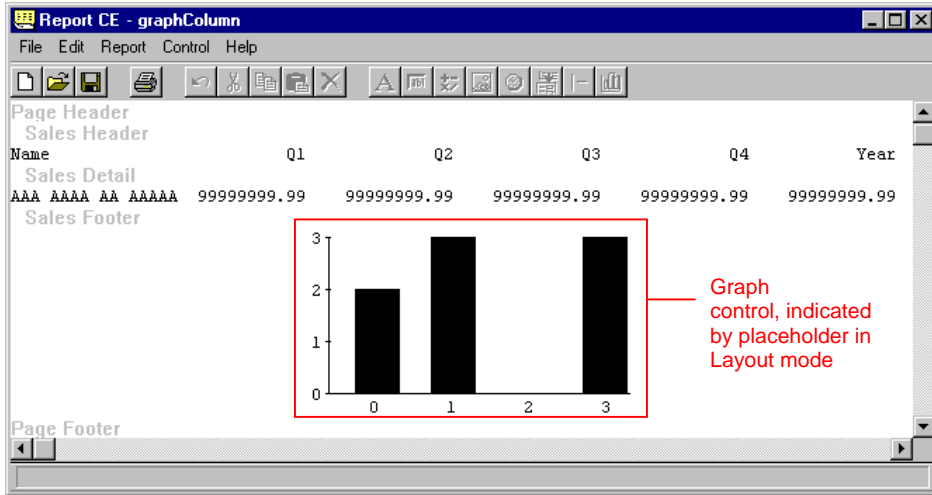 Report CE - graphColumn
File Edit Report Control Help
Page Header
Sales Header
Name Q1 Q2 Q3 Q4 Year
Sales Detail
AAA AAAA AA AAAAA 99999999.99 99999999.99 99999999.99 99999999.99 99999999.99
Sales Footer
3
2
1
0
0 1 2 3
Graph
control, indicated
by placeholder in
Layout mode
Page Footer